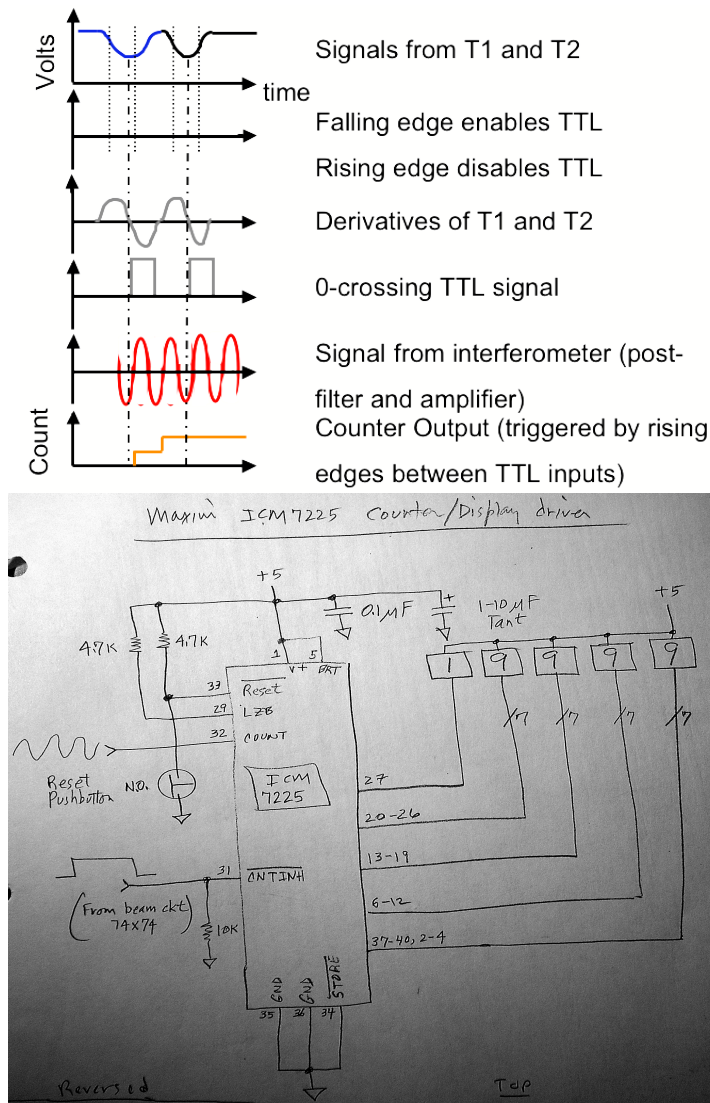 Volts
Signals from T1 and T2
time
Falling edge enables TTL
Rising edge disables TTL
Derivatives of T1 and T2
0-crossing TTL signal
Signal from interferometer (post-
filter and amplifier)
Count
Counter Output (triggered by rising
edges between TTL inputs)
Maxim ICM7225 Counter/Display driver
+5
0.1µF
+
1-10µF
Tant
+5
4.7K
4.7K
1
5
V+
BRT
1
9
9
9
9
33
Reset
29
LZB
32
COUNT
7
7
7
7
Reset
Pushbutton
N.O.
ICM
7225
27
20-26
13-19
31
CNTINH
(From beam ckt)
74x74
10K
6-12
37-40, 2-4
GND
GND
STORE
35
36
34
Reversed
Top